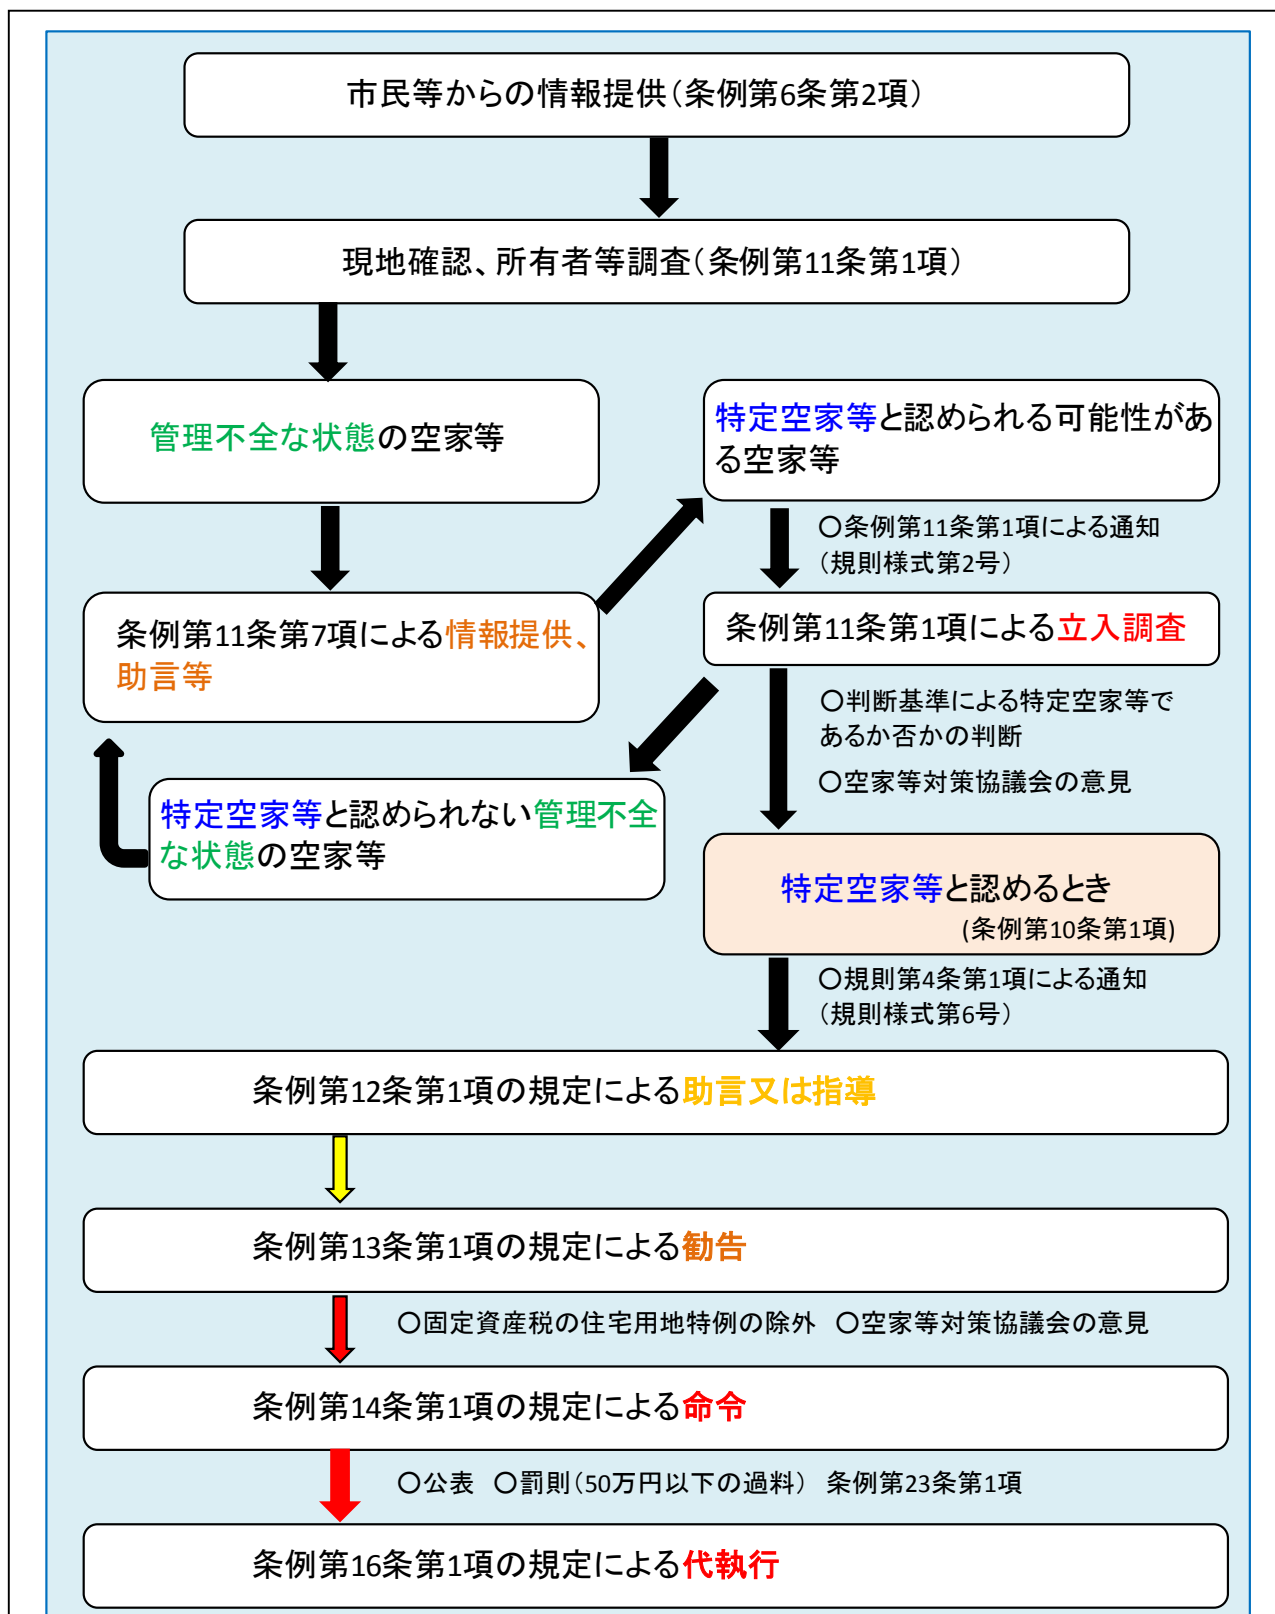 市民等からの情報提供（条例第6条第2項）
現地確認、所有者等調査（条例第11条第1項）
管理不全な状態の空家等
特定空家等と認められる可能性があ
る空家等
〇条例第11条第1項による通知
（規則様式第2号）
条例第11条第7項による情報提供、
助言等
条例第11条第1項による立入調査
〇判断基準による特定空家等で
あるか否かの判断
〇空家等対策協議会の意見
特定空家等と認められない管理不全
な状態の空家等
特定空家等と認めるとき
(条例第10条第1項)
〇規則第4条第1項による通知
（規則様式第6号）
条例第12条第1項の規定による助言又は指導
条例第13条第1項の規定による勧告
〇固定資産税の住宅用地特例の除外　〇空家等対策協議会の意見
条例第14条第1項の規定による命令
〇公表　〇罰則（50万円以下の過料）　条例第23条第1項
条例第16条第1項の規定による代執行